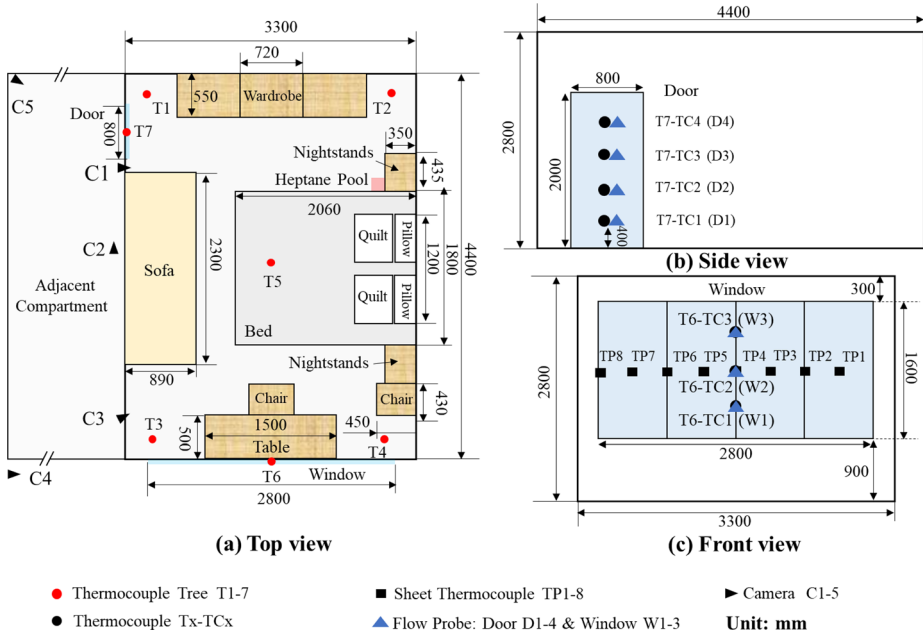 3300
720
C5
T1
550
Wardrobe
T2
Door
T7
800
350
C1
Nightstands
435
Heptane Pool
2060
Quilt
Pillow
C2
2300
Sofa
T5
1200
1800
4400
Adjacent
Compartment
Quilt
Pillow
Bed
Nightstands
890
Chair
Chair
430
C3
T3
1500
450
500
Table
T4
C4
T6
Window
2800
(a) Top view
4400
800
Door
2800
2000
T7-TC4 (D4)
T7-TC3 (D3)
T7-TC2 (D2)
T7-TC1 (D1)
400
(b) Side view
Window
300
T6-TC3 (W3)
TP8
TP7
TP6
TP5
TP4
TP3
TP2
TP1
2800
1600
T6-TC2 (W2)
T6-TC1 (W1)
2800
900
3300
(c) Front view
Thermocouple Tree T1-7
Sheet Thermocouple TP1-8
Camera C1-5
Thermocouple Tx-TCx
Flow Probe: Door D1-4 & Window W1-3
Unit: mm